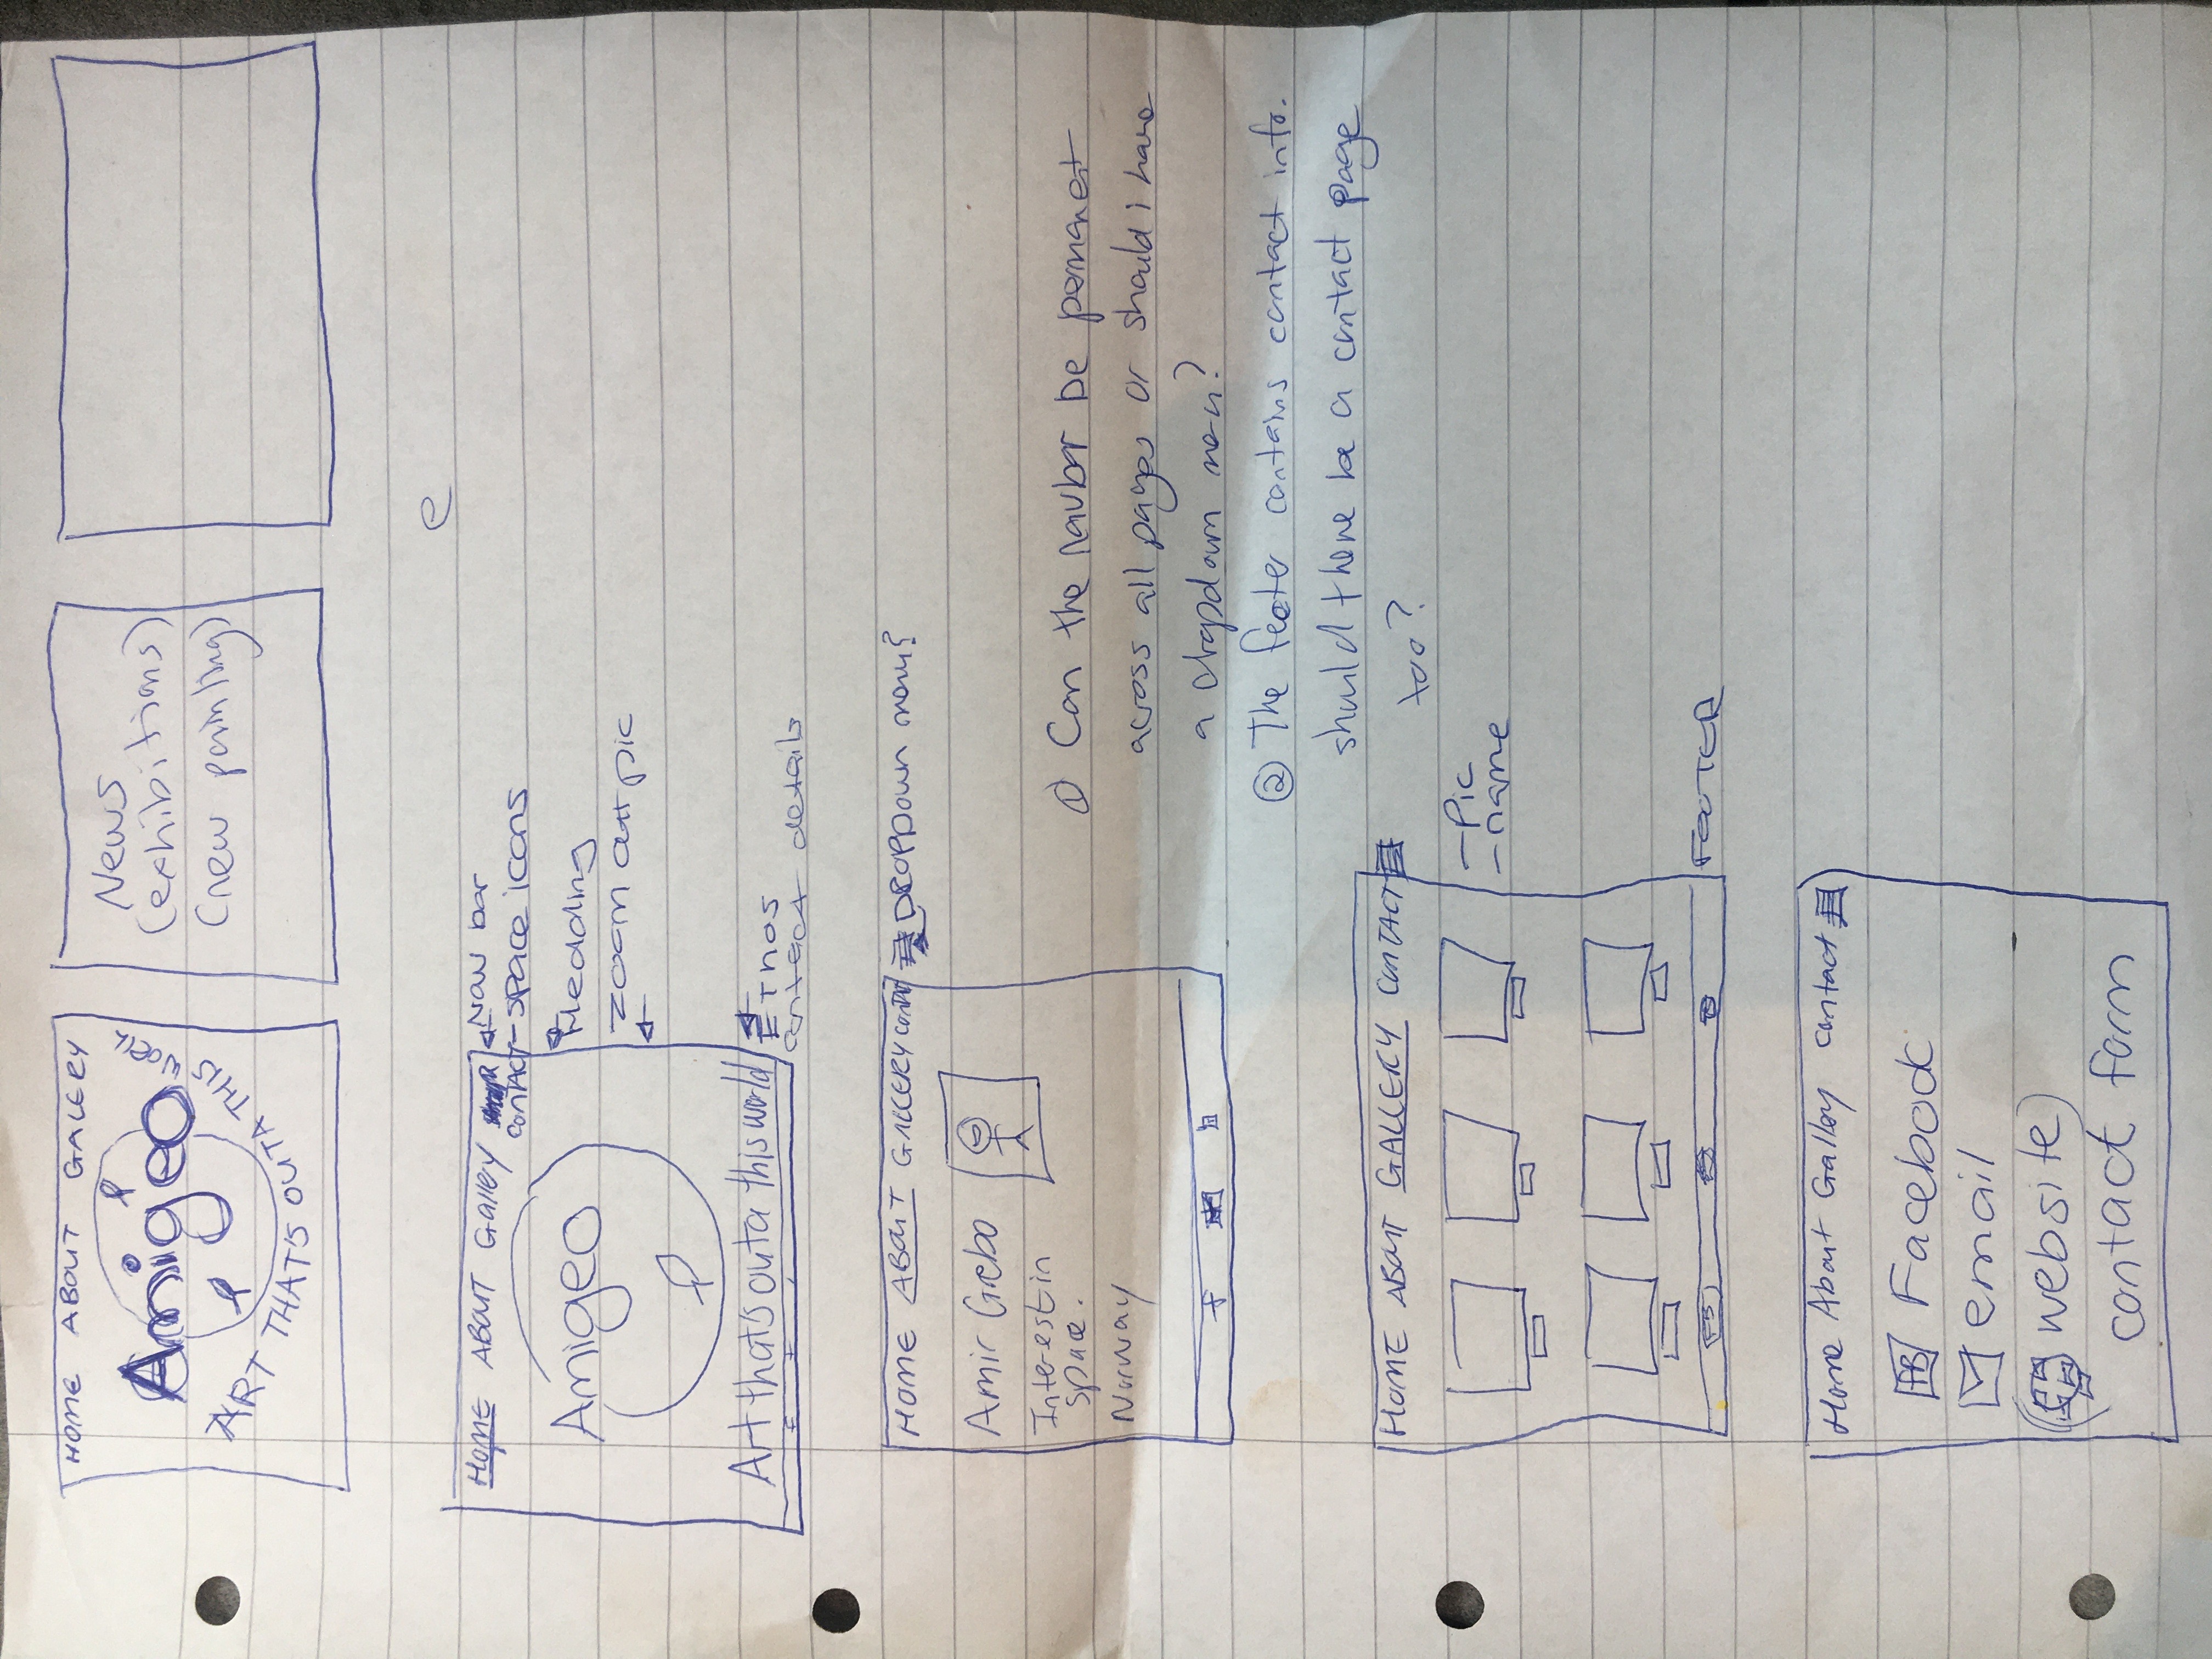 HOME ABOUT GALERY
Amigeo
ART THAT'S OUTA THIS
News
(exhibitions)
(new painting)
e
Home ABOUT Gallery
CONTACT
Nav bar
- space icons
Amigeo
Hedding
zoom art pic
Art that's outa this world
ETHOS
contact details
HOME ABOUT GALLERY
DROPDOWN menu?
Amir Grebo
Interest in
space.
Norway
f
① Can the navbar be permanent
across all pages or should i have
a dropdown menu?
② The footer contains contact info.
should there be a contact page
too?
HOME ABOUT GALLERY CONTACT
- Pic
- name
FB
FOOTER
Home About Gallery contact
FB Facebook
email
(website)
contact form